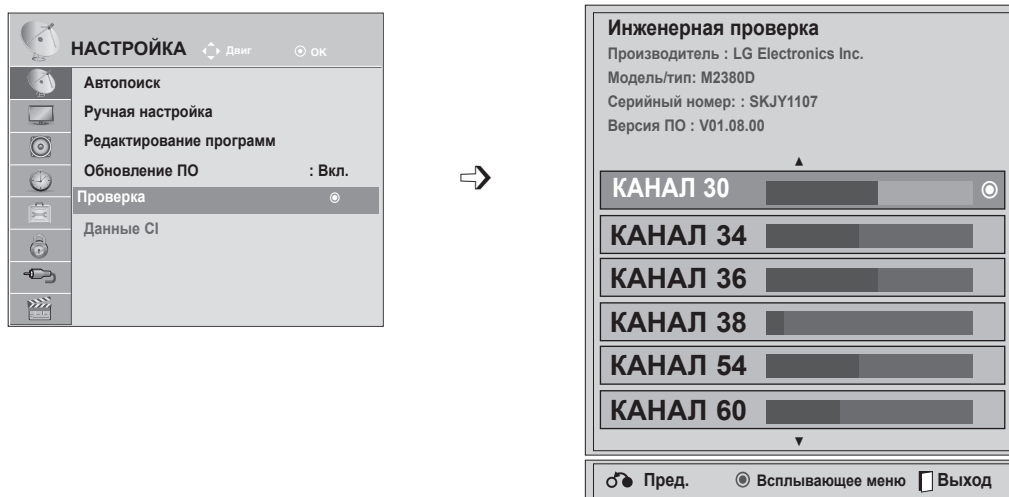 НАСТРОЙКА Двиг ОК
Автопоиск
Ручная настройка
Редактирование программ
Обновление ПО : Вкл.
Проверка
Данные CI
Инженерная проверка
Производитель : LG Electronics Inc.
Модель/тип: M2380D
Серийный номер: : SKJY1107
Версия ПО : V01.08.00
КАНАЛ 30
КАНАЛ 34
КАНАЛ 36
КАНАЛ 38
КАНАЛ 54
КАНАЛ 60
Пред. Всплывающее меню Выход